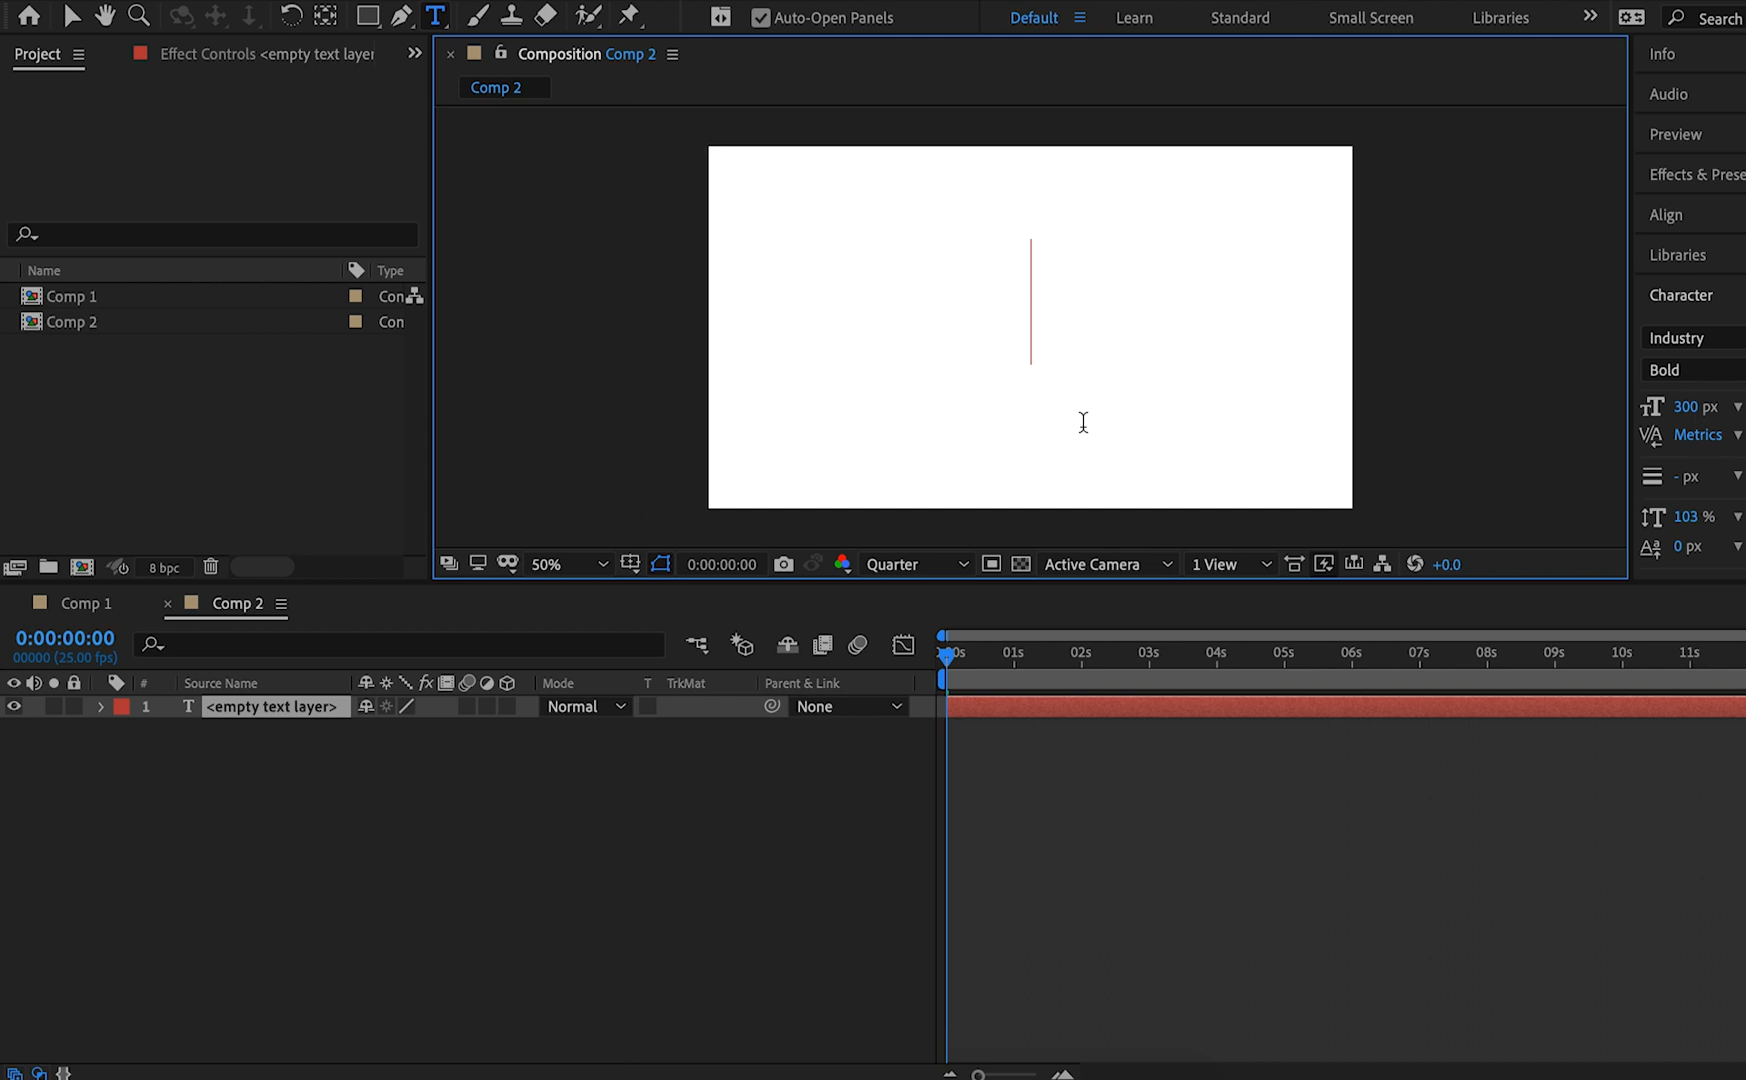 Auto-Open Panels Default Learn Standard Small Screen Libraries Search
Project Effect Controls <empty text layer Composition Comp 2 Info
Comp 2
Audio
Preview
Effects & Prese
Align
Libraries
Name Type
Comp 1 Con
Comp 2 Con
Character
Industry
Bold
300 px
Metrics
- px
103 %
0 px
8 bpc 50% 0:00:00:00 Quarter Active Camera 1 View +0.0
Comp 1 Comp 2
0:00:00:00
00000 (25.00 fps)
01s 02s 03s 04s 05s 06s 07s 08s 09s 10s 11s
# Source Name fx Mode T TrkMat Parent & Link
1 T <empty text layer> Normal None